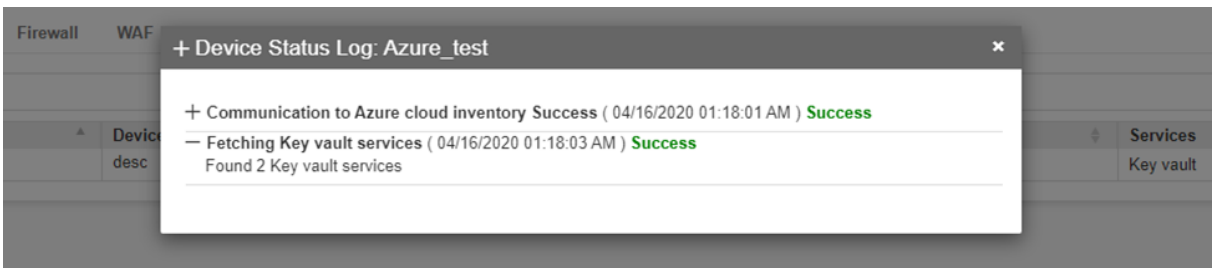 Firewall WAF
+ Device Status Log: Azure_test ×
+ Communication to Azure cloud inventory Success ( 04/16/2020 01:18:01 AM ) Success
Device Services
− Fetching Key vault services ( 04/16/2020 01:18:03 AM ) Success
desc Key vault
Found 2 Key vault services